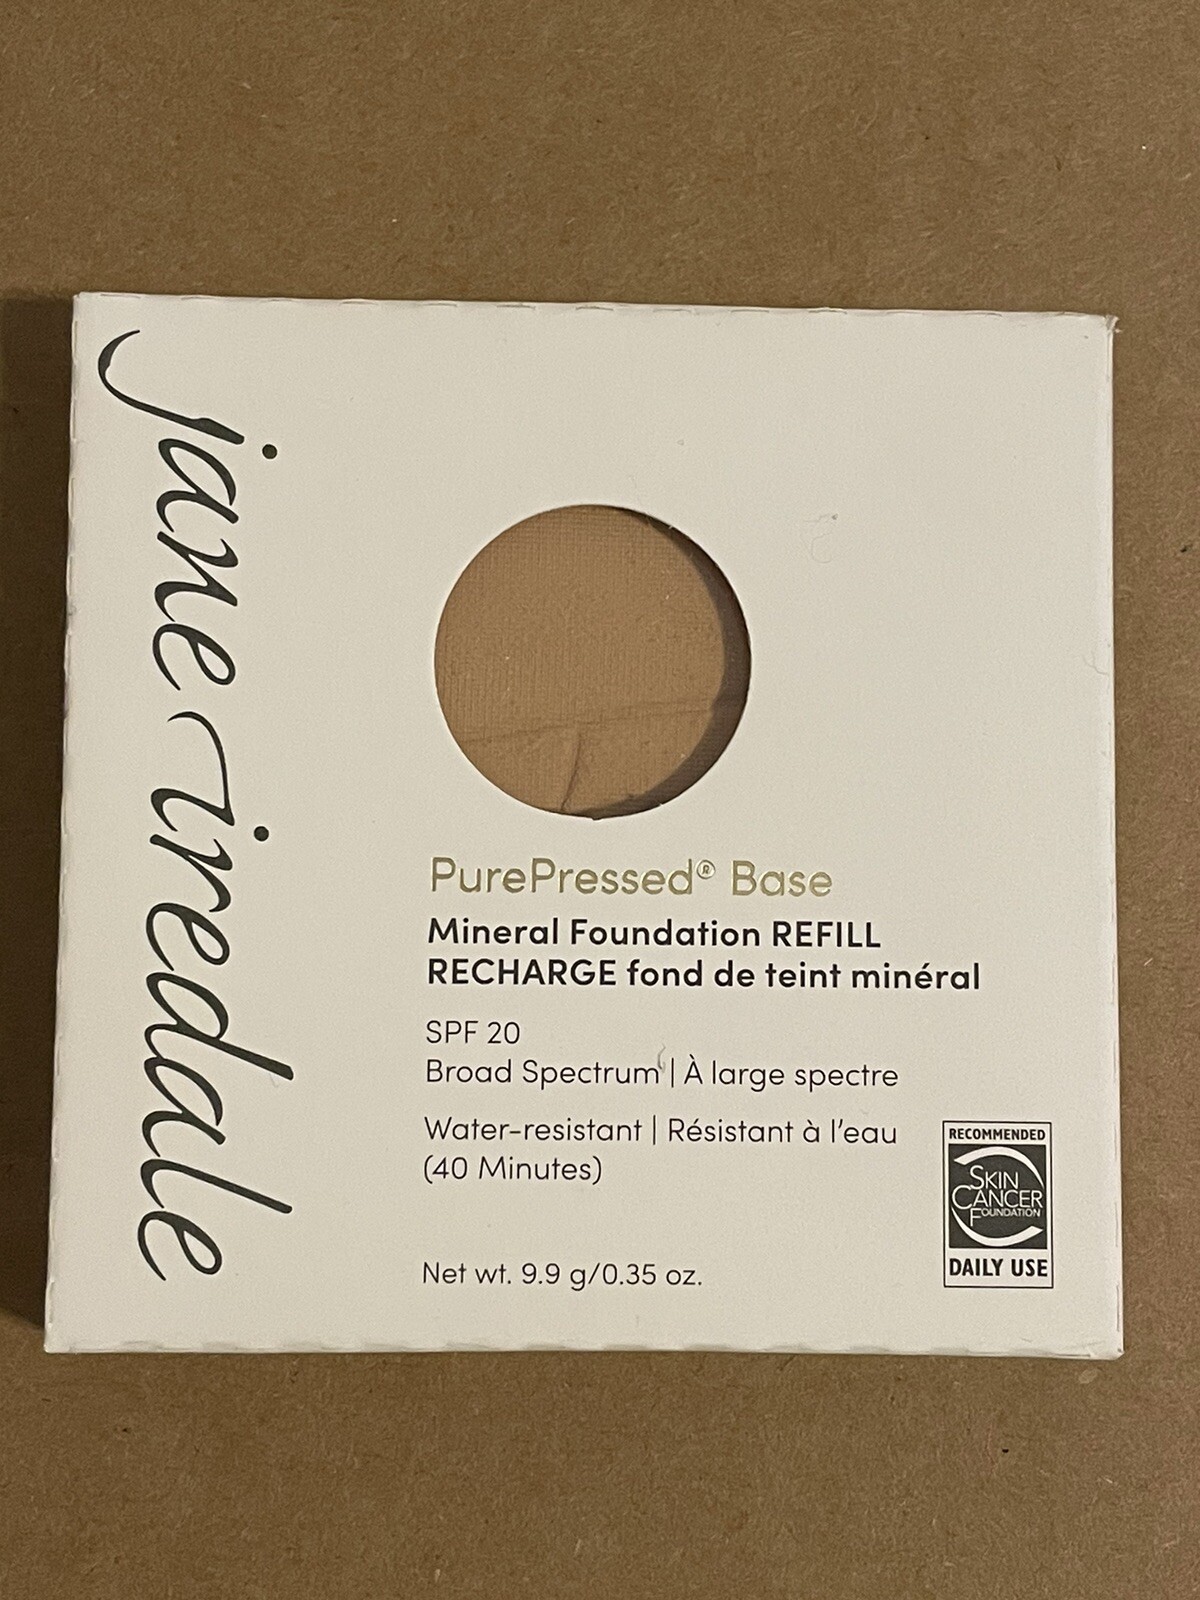 jane iredale
PurePressed® Base
Mineral Foundation REFILL
RECHARGE fond de teint minéral
SPF 20
Broad Spectrum | À large spectre
Water-resistant | Résistant à l'eau
(40 Minutes)
Net wt. 9.9 g/0.35 oz.
RECOMMENDED
SKIN
CANCER
FOUNDATION
DAILY USE